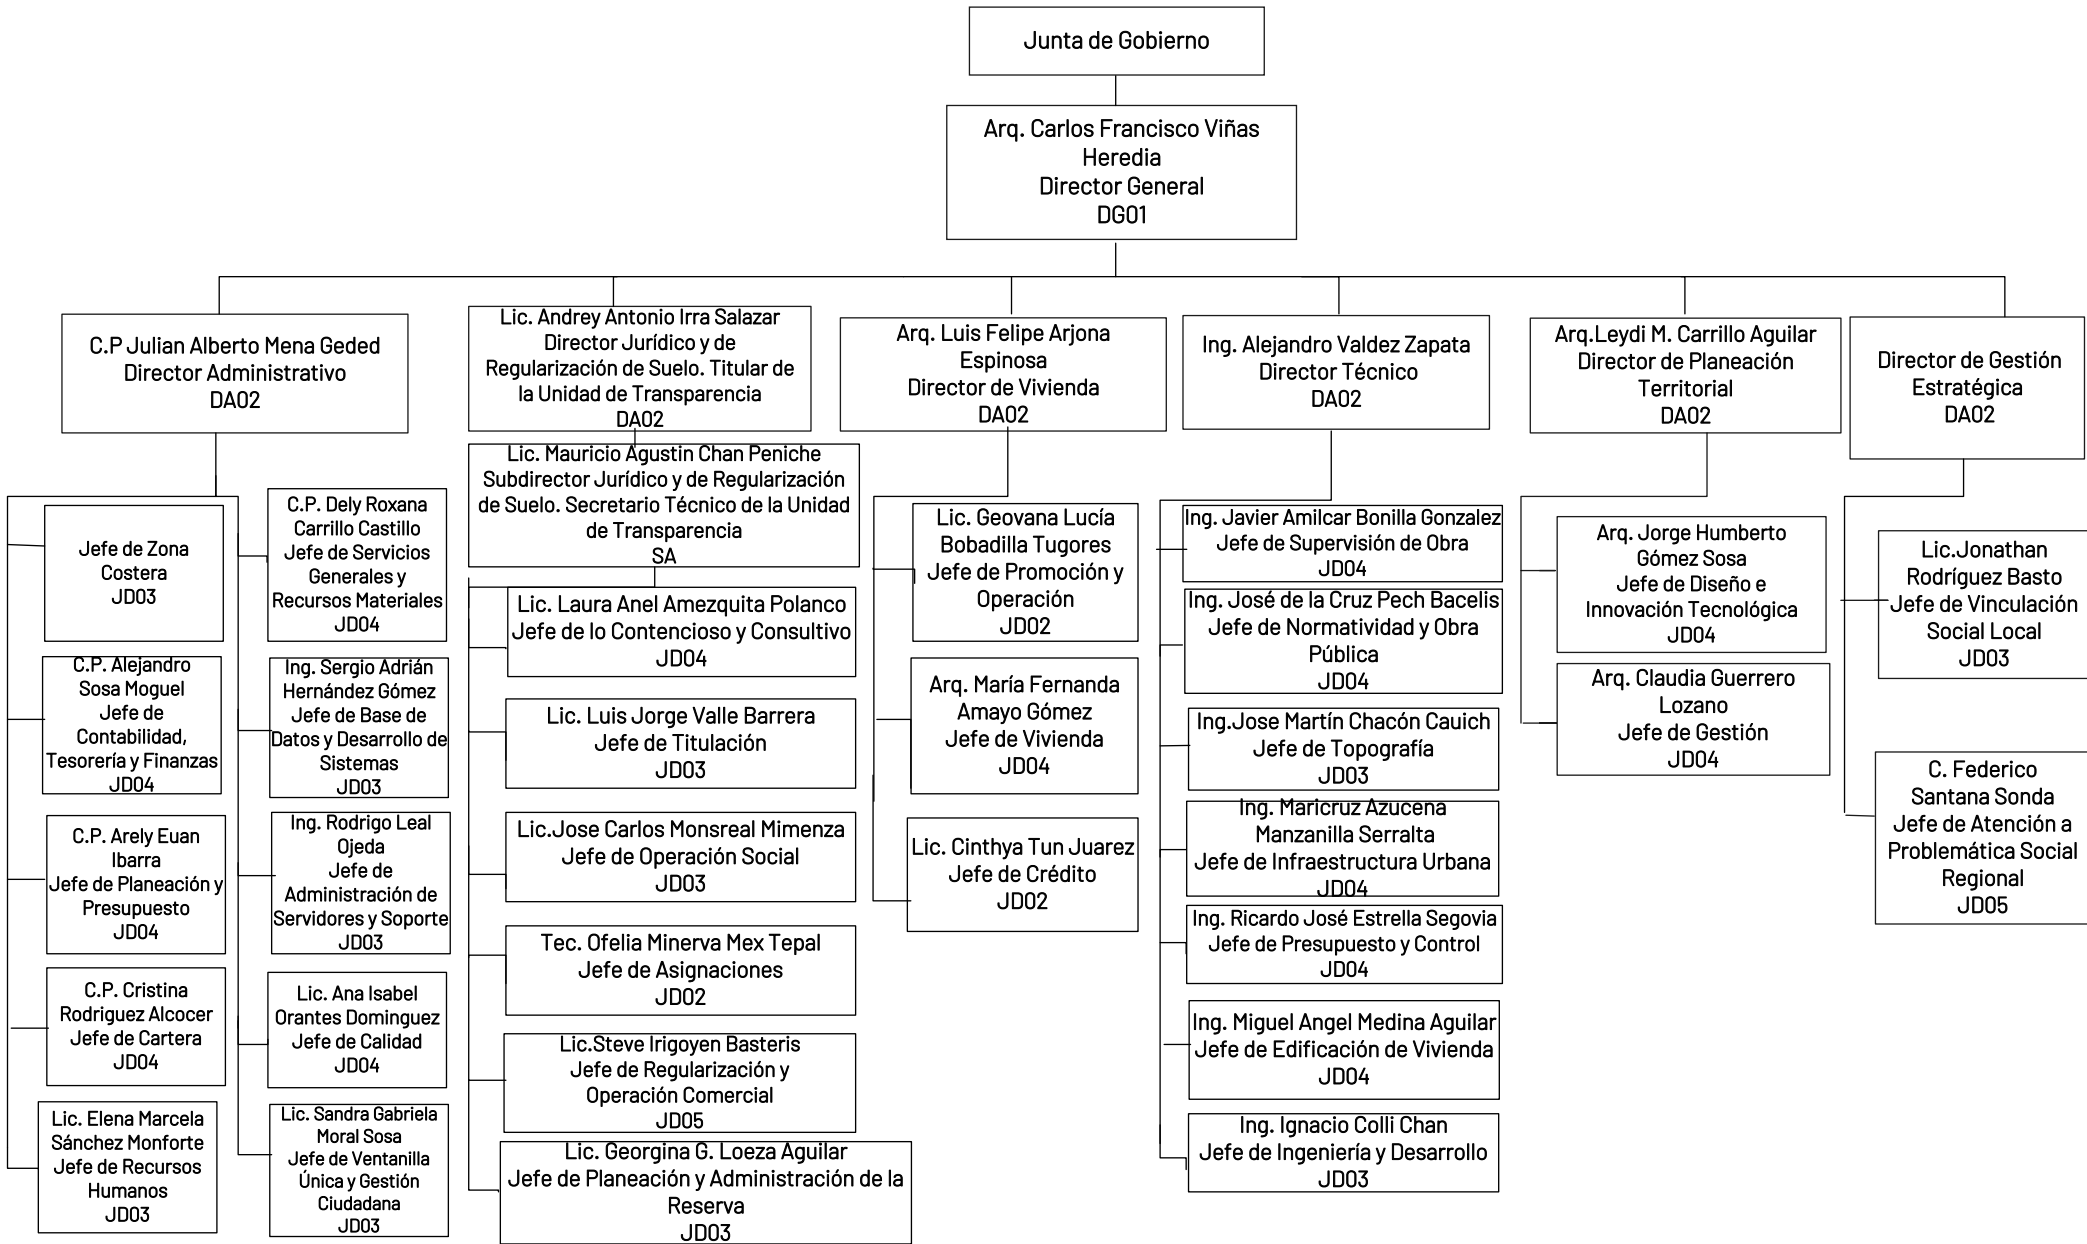 Junta de Gobierno
Arq. Carlos Francisco Viñas
Heredia
Director General
DG01
C.P Julian Alberto Mena Geded
Director Administrativo
DA02
Lic. Andrey Antonio Irra Salazar
Director Jurídico y de
Regularización de Suelo. Titular de
la Unidad de Transparencia
DA02
Arq. Luis Felipe Arjona
Espinosa
Director de Vivienda
DA02
Ing. Alejandro Valdez Zapata
Director Técnico
DA02
Arq.Leydi M. Carrillo Aguilar
Director de Planeación
Territorial
DA02
Director de Gestión
Estratégica
DA02
Jefe de Zona
Costera
JD03
C.P. Alejandro
Sosa Moguel
Jefe de
Contabilidad,
Tesorería y Finanzas
JD04
C.P. Arely Euan
Ibarra
Jefe de Planeación y
Presupuesto
JD04
C.P. Cristina
Rodriguez Alcocer
Jefe de Cartera
JD04
Lic. Elena Marcela
Sánchez Monforte
Jefe de Recursos
Humanos
JD03
C.P. Dely Roxana
Carrillo Castillo
Jefe de Servicios
Generales y
Recursos Materiales
JD04
Ing. Sergio Adrián
Hernández Gómez
Jefe de Base de
Datos y Desarrollo de
Sistemas
JD03
Ing. Rodrigo Leal
Ojeda
Jefe de
Administración de
Servidores y Soporte
JD03
Lic. Ana Isabel
Orantes Dominguez
Jefe de Calidad
JD04
Lic. Sandra Gabriela
Moral Sosa
Jefe de Ventanilla
Única y Gestión
Ciudadana
JD03
Lic. Mauricio Agustin Chan Peniche
Subdirector Jurídico y de Regularización
de Suelo. Secretario Técnico de la Unidad
de Transparencia
SA
Lic. Laura Anel Amezquita Polanco
Jefe de lo Contencioso y Consultivo
JD04
Lic. Luis Jorge Valle Barrera
Jefe de Titulación
JD03
Lic.Jose Carlos Monsreal Mimenza
Jefe de Operación Social
JD03
Tec. Ofelia Minerva Mex Tepal
Jefe de Asignaciones
JD02
Lic.Steve Irigoyen Basteris
Jefe de Regularización y
Operación Comercial
JD05
Lic. Georgina G. Loeza Aguilar
Jefe de Planeación y Administración de la
Reserva
JD03
Lic. Geovana Lucía
Bobadilla Tugores
Jefe de Promoción y
Operación
JD02
Arq. María Fernanda
Amayo Gómez
Jefe de Vivienda
JD04
Lic. Cinthya Tun Juarez
Jefe de Crédito
JD02
Ing. Javier Amilcar Bonilla Gonzalez
Jefe de Supervisión de Obra
JD04
Ing. José de la Cruz Pech Bacelis
Jefe de Normatividad y Obra
Pública
JD04
Ing.Jose Martín Chacón Cauich
Jefe de Topografía
JD03
Ing. Maricruz Azucena
Manzanilla Serralta
Jefe de Infraestructura Urbana
JD04
Ing. Ricardo José Estrella Segovia
Jefe de Presupuesto y Control
JD04
Ing. Miguel Angel Medina Aguilar
Jefe de Edificación de Vivienda
JD04
Ing. Ignacio Colli Chan
Jefe de Ingeniería y Desarrollo
JD03
Arq. Jorge Humberto
Gómez Sosa
Jefe de Diseño e
Innovación Tecnológica
JD04
Arq. Claudia Guerrero
Lozano
Jefe de Gestión
JD04
Lic.Jonathan
Rodríguez Basto
Jefe de Vinculación
Social Local
JD03
C. Federico
Santana Sonda
Jefe de Atención a
Problemática Social
Regional
JD05